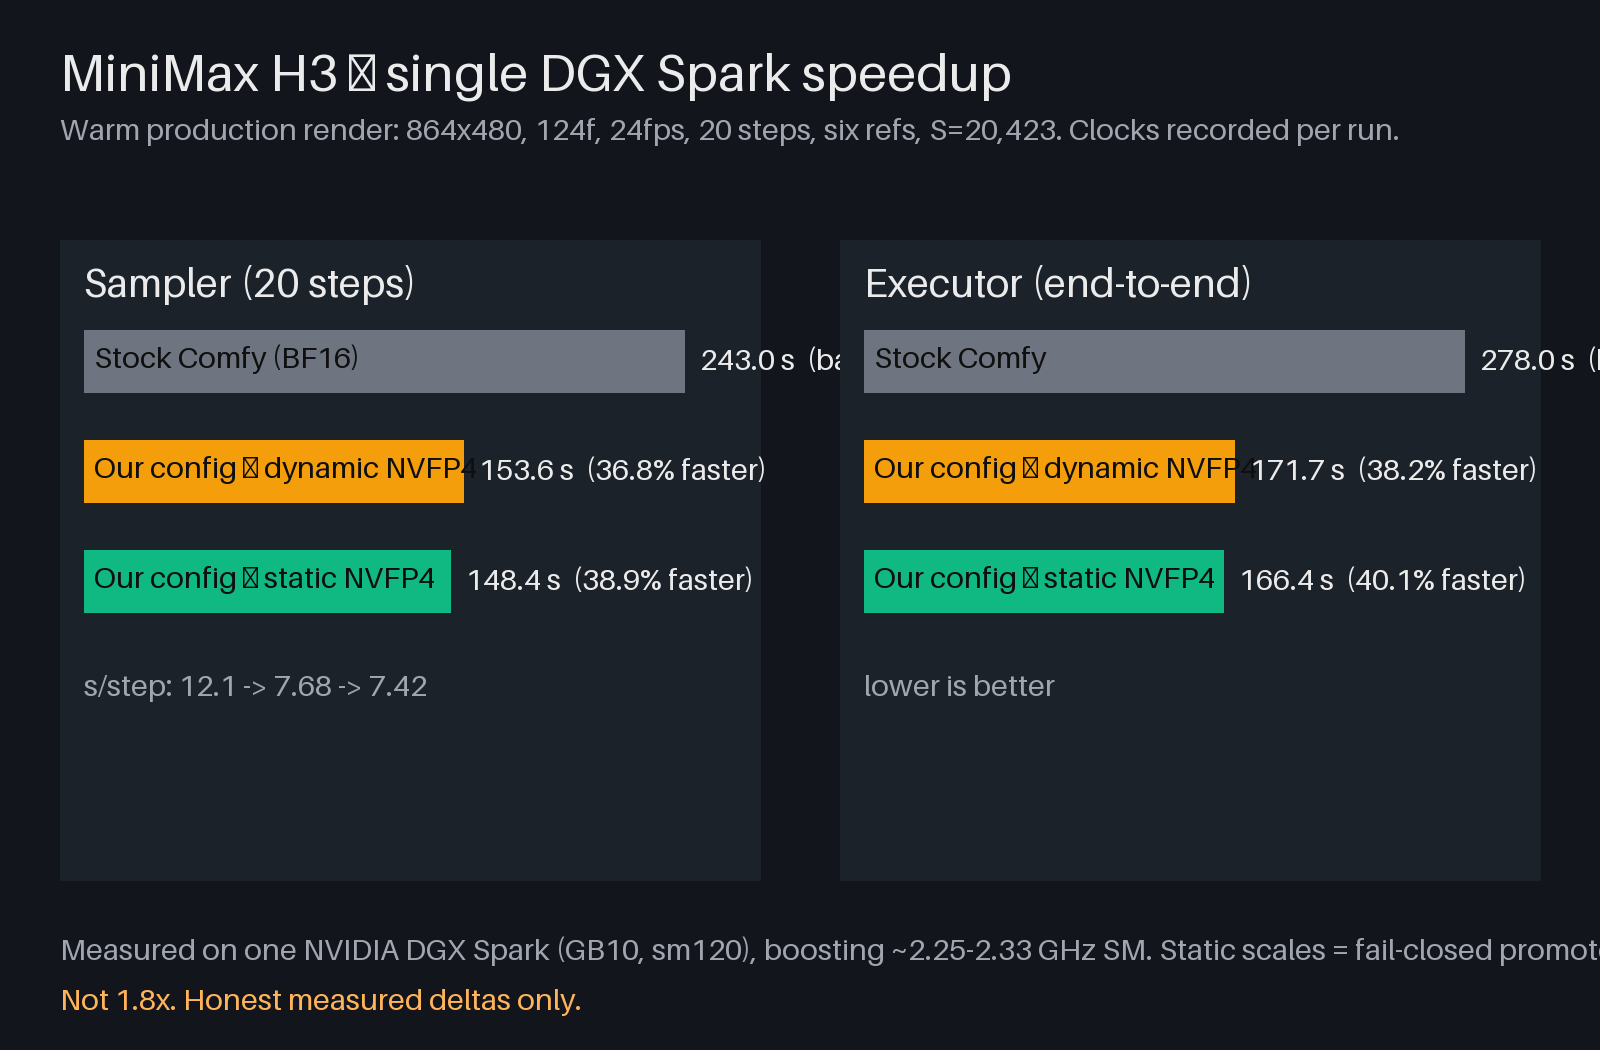 MiniMax H3 single DGX Spark speedup
Warm production render: 864x480, 124f, 24fps, 20 steps, six refs, S=20,423. Clocks recorded per run.
Sampler (20 steps)
Stock Comfy (BF16)
243.0 s (ba
Our config dynamic NVFP4
153.6 s (36.8% faster)
Our config static NVFP4
148.4 s (38.9% faster)
s/step: 12.1 -> 7.68 -> 7.42
Executor (end-to-end)
Stock Comfy
278.0 s (
Our config dynamic NVFP4
171.7 s (38.2% faster)
Our config static NVFP4
166.4 s (40.1% faster)
lower is better
Measured on one NVIDIA DGX Spark (GB10, sm120), boosting ~2.25-2.33 GHz SM. Static scales = fail-closed promot
Not 1.8x. Honest measured deltas only.